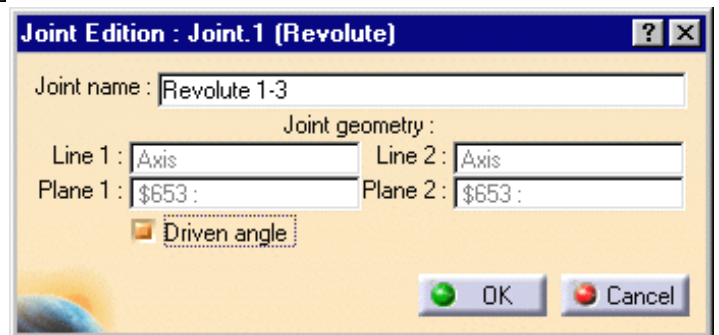 Joint Edition : Joint.1 (Revolute) ? X
Joint name : Revolute 1-3
Joint geometry :
Line 1 : Axis Line 2 : Axis
Plane 1 : $653 : Plane 2 : $653 :
Driven angle
OK Cancel